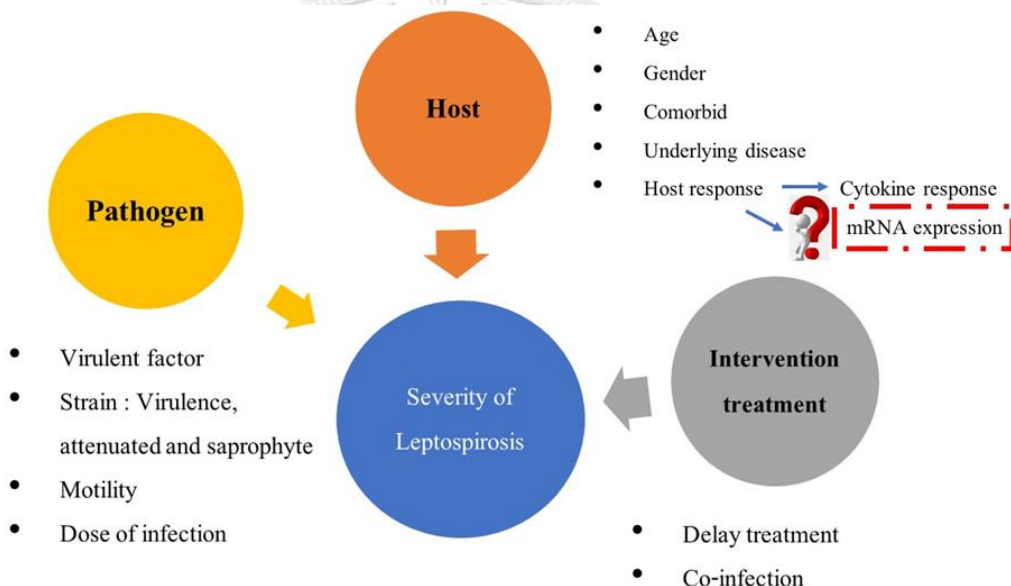 Host
• Age
• Gender
• Comorbid
• Underlying disease
• Host response
Cytokine response
mRNA expression
Pathogen
• Virulent factor
• Strain : Virulence,
attenuated and saprophyte
• Motility
• Dose of infection
Severity of
Leptospirosis
Intervention
treatment
• Delay treatment
• Co-infection